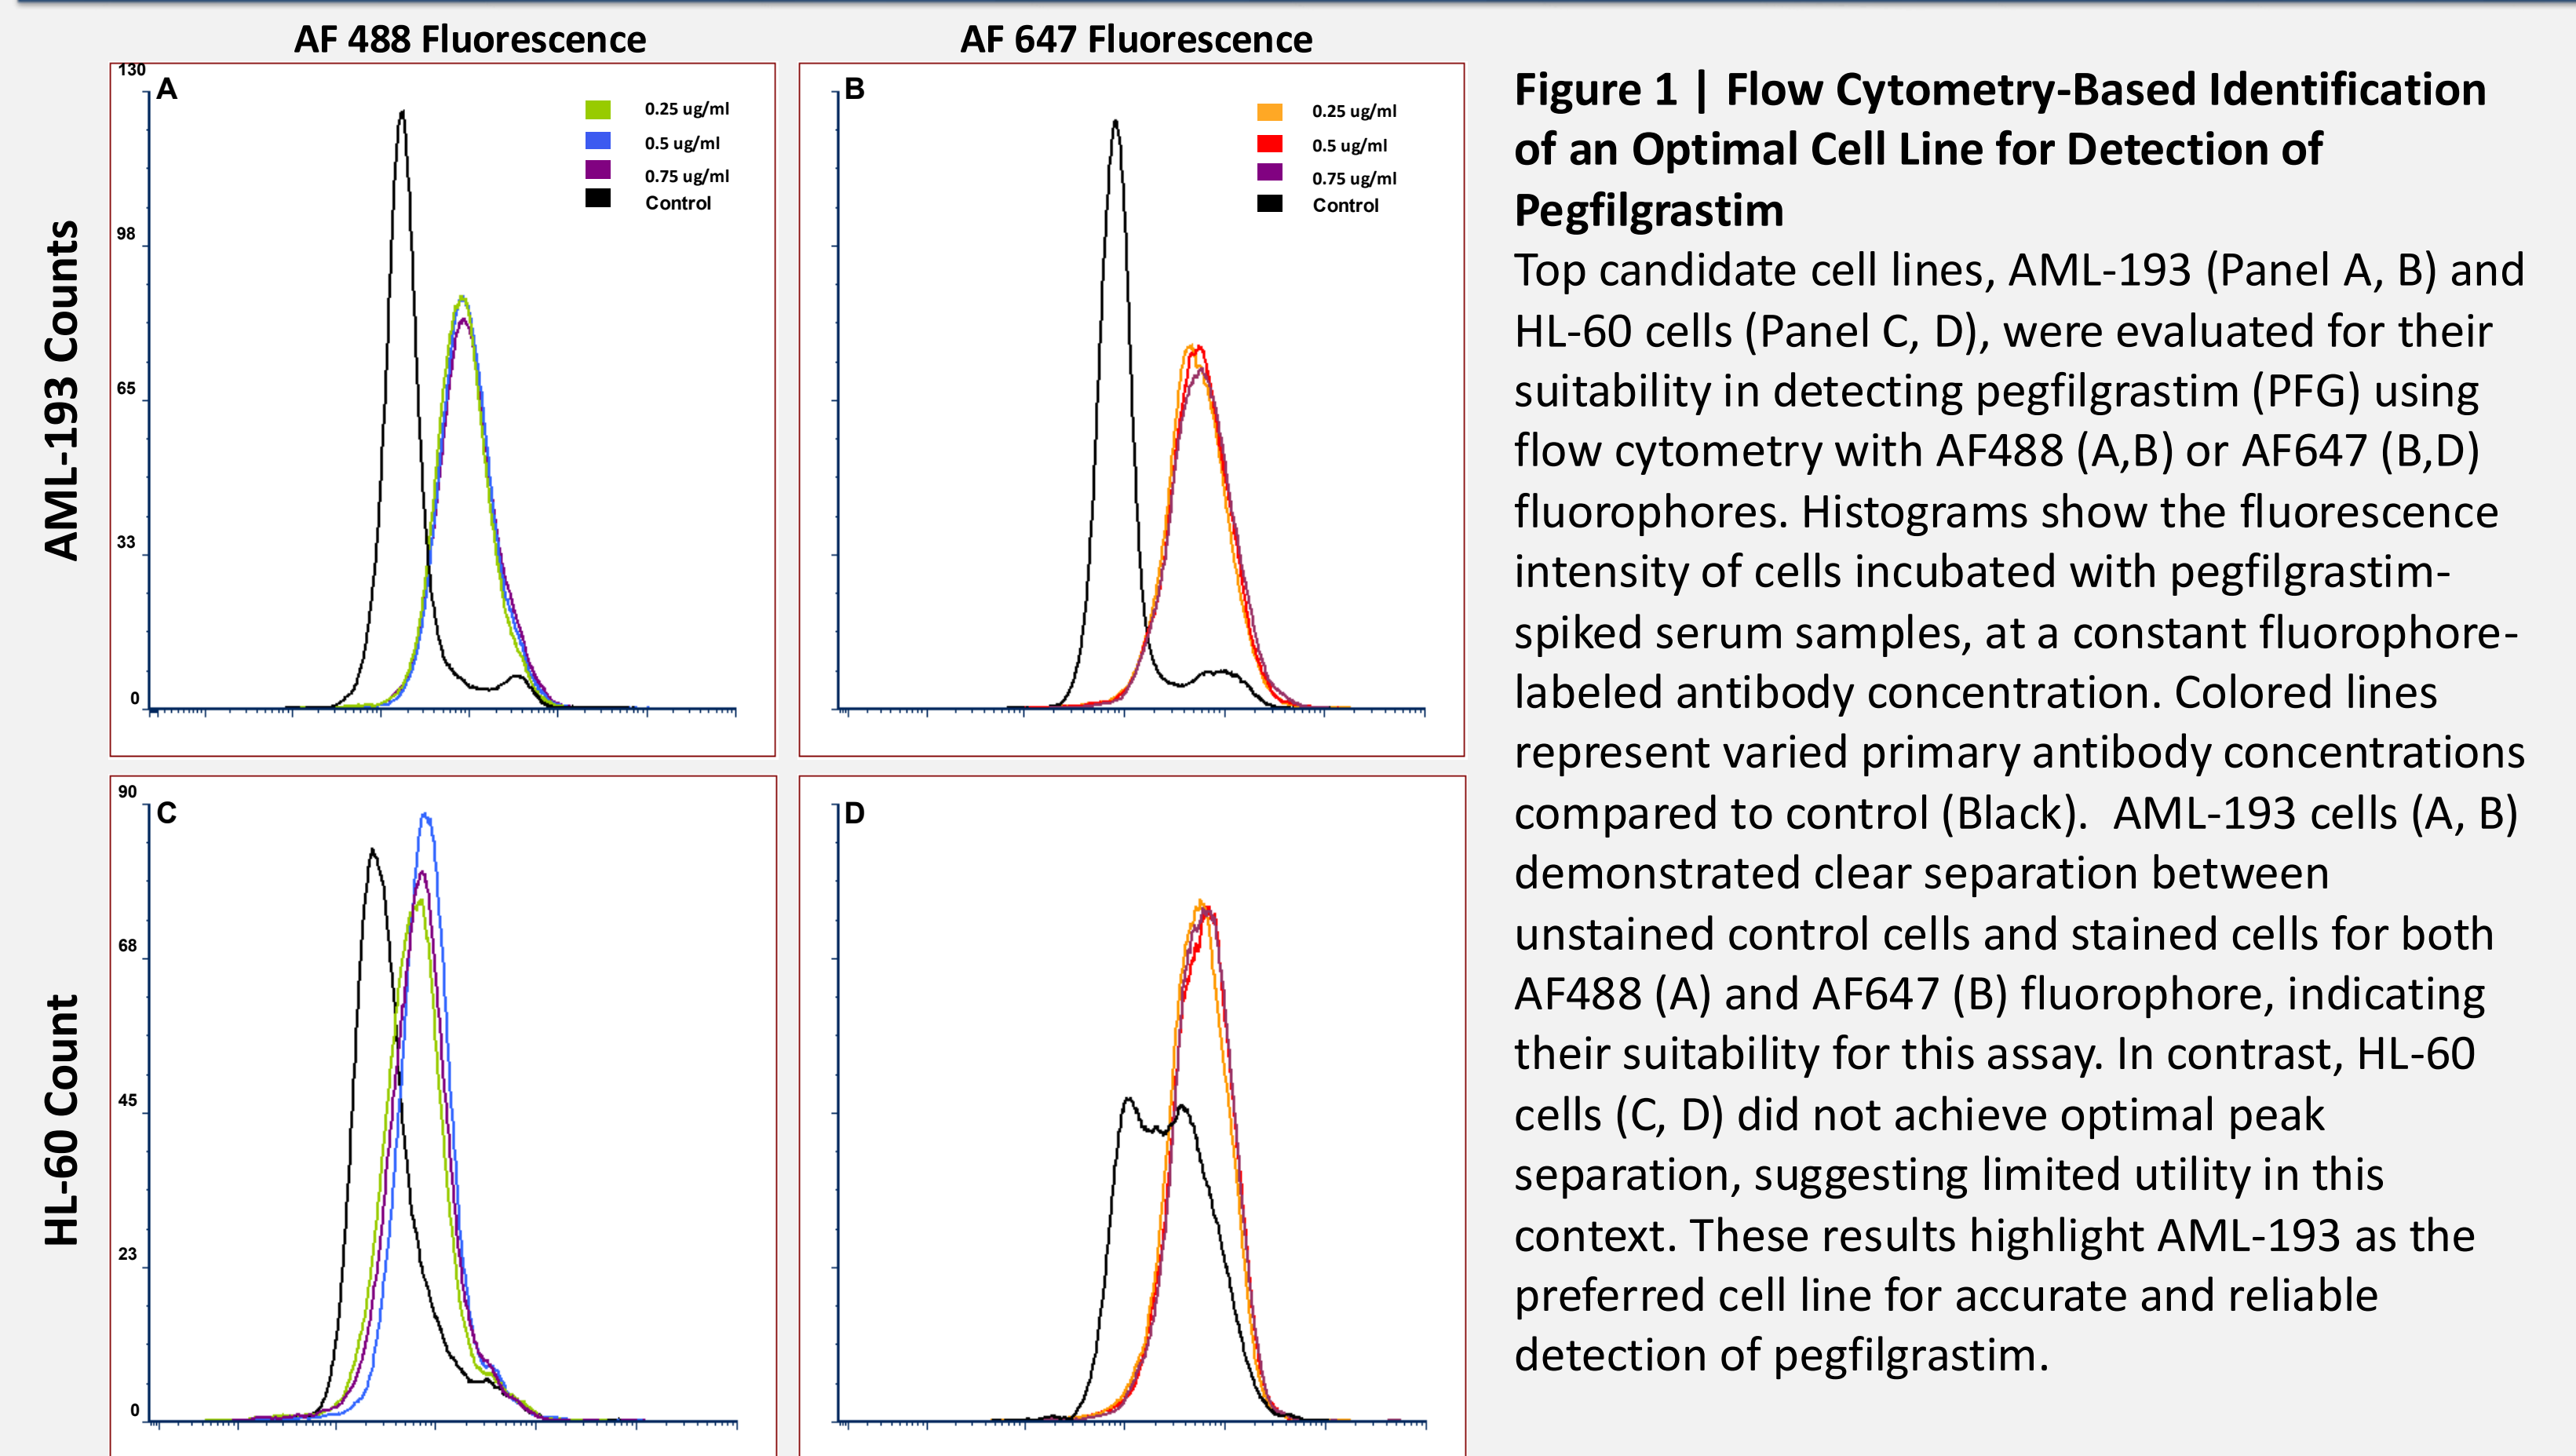 AF 488 Fluorescence
AF 647 Fluorescence
AML-193 Counts
130
A
0.25 ug/ml
0.5 ug/ml
0.75 ug/ml
Control
98
65
33
0
B
0.25 ug/ml
0.5 ug/ml
0.75 ug/ml
Control
HL-60 Count
90
C
68
45
23
0
D
Figure 1 | Flow Cytometry-Based Identification
of an Optimal Cell Line for Detection of
Pegfilgrastim
Top candidate cell lines, AML-193 (Panel A, B) and
HL-60 cells (Panel C, D), were evaluated for their
suitability in detecting pegfilgrastim (PFG) using
flow cytometry with AF488 (A,B) or AF647 (B,D)
fluorophores. Histograms show the fluorescence
intensity of cells incubated with pegfilgrastim-
spiked serum samples, at a constant fluorophore-
labeled antibody concentration. Colored lines
represent varied primary antibody concentrations
compared to control (Black).  AML-193 cells (A, B)
demonstrated clear separation between
unstained control cells and stained cells for both
AF488 (A) and AF647 (B) fluorophore, indicating
their suitability for this assay. In contrast, HL-60
cells (C, D) did not achieve optimal peak
separation, suggesting limited utility in this
context. These results highlight AML-193 as the
preferred cell line for accurate and reliable
detection of pegfilgrastim.